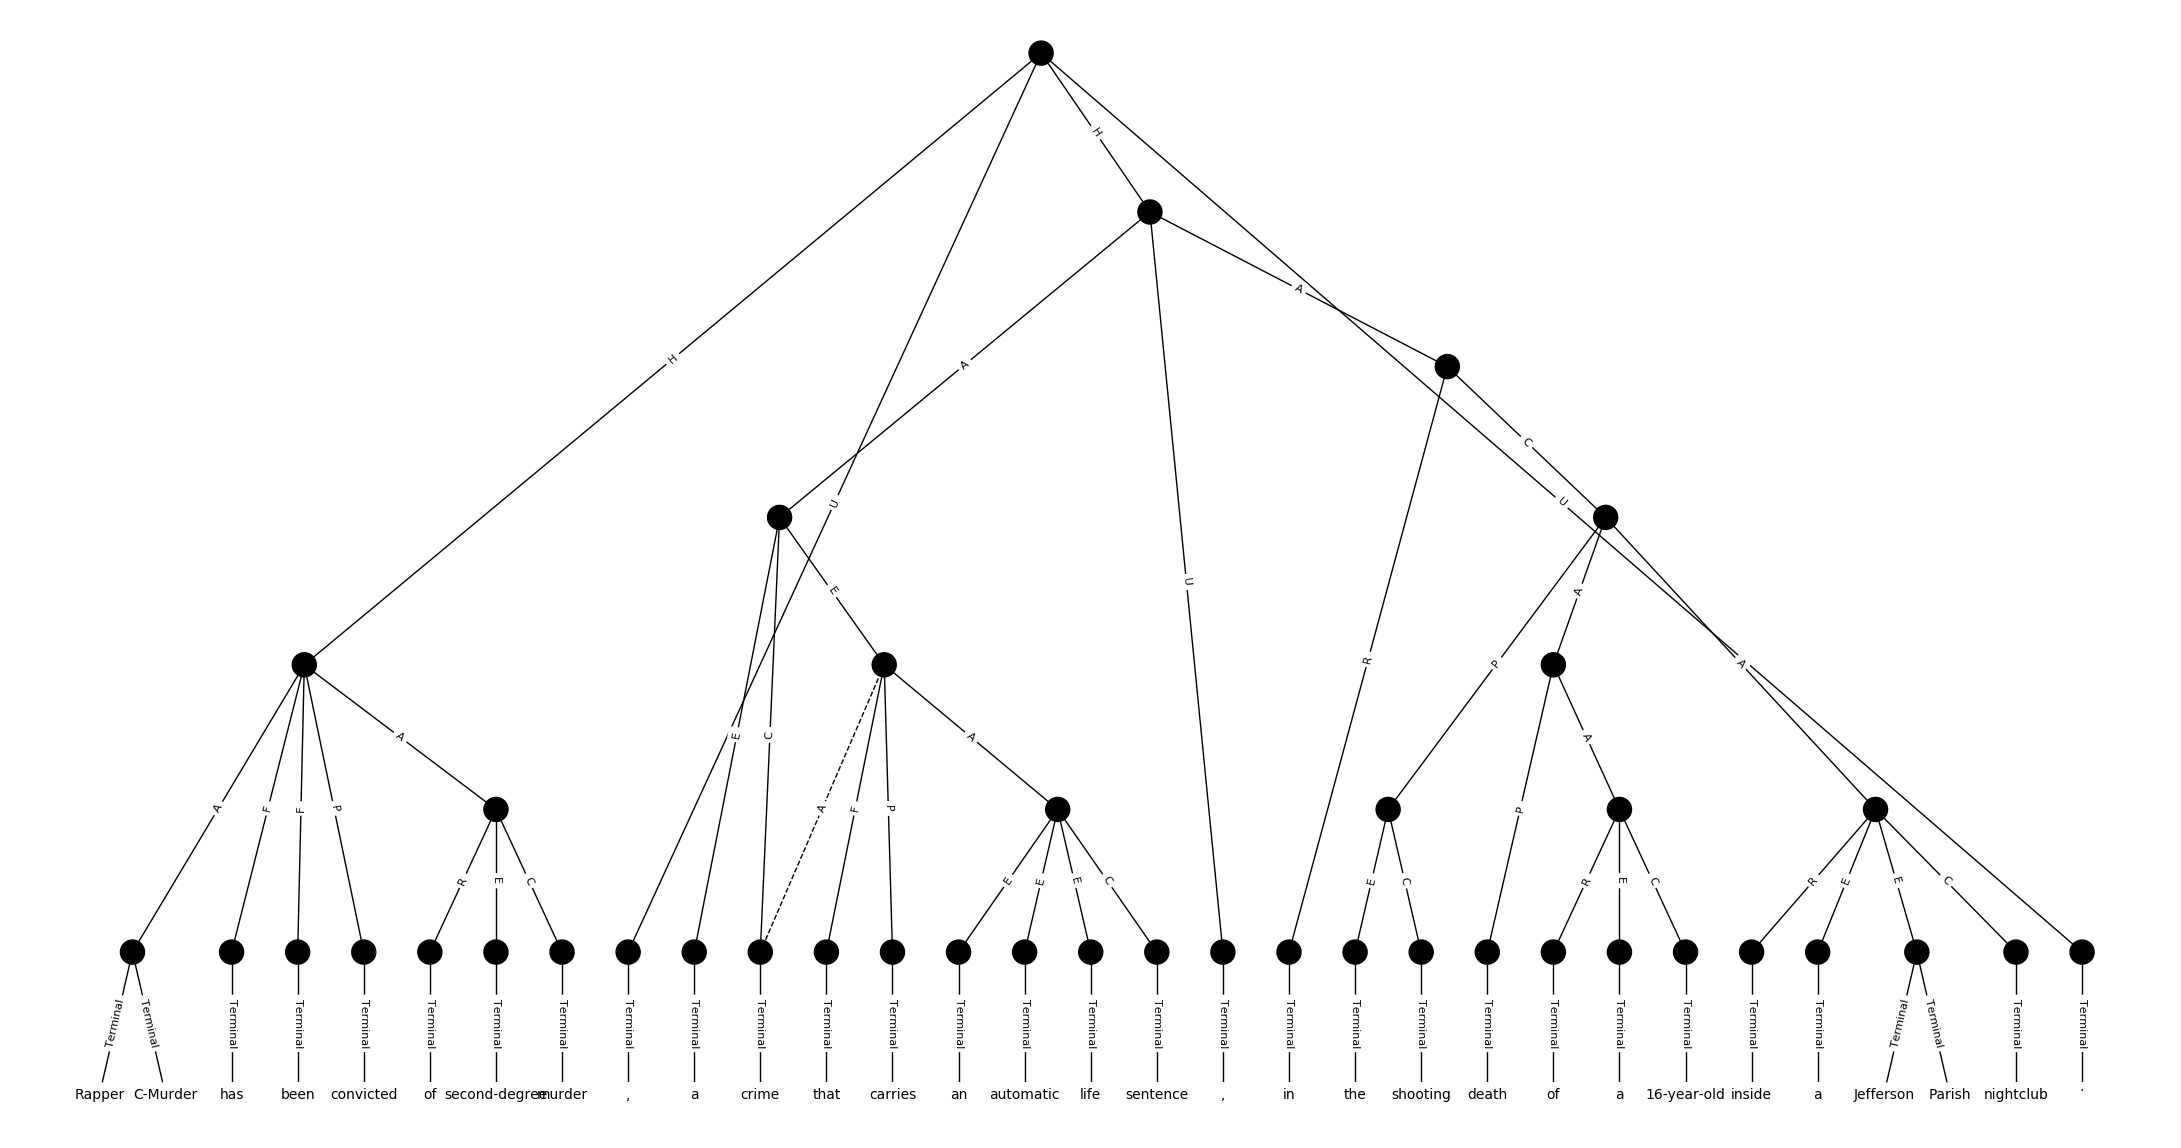 H
A
A
H
C
U
U
U
E
A
R
P
A
E
C
A
A
A
A F F P A F P P
R E C E E E C E C R E C R E E C
Terminal Terminal Terminal Terminal Terminal Terminal Terminal Terminal Terminal Terminal Terminal Terminal Terminal Terminal Terminal Terminal Terminal Terminal Terminal Terminal Terminal Terminal Terminal Terminal Terminal Terminal Terminal Terminal Terminal Terminal Terminal
Rapper C-Murder has been convicted of second-degree murder , a crime that carries an automatic life sentence , in the shooting death of a 16-year-old inside a Jefferson Parish nightclub .